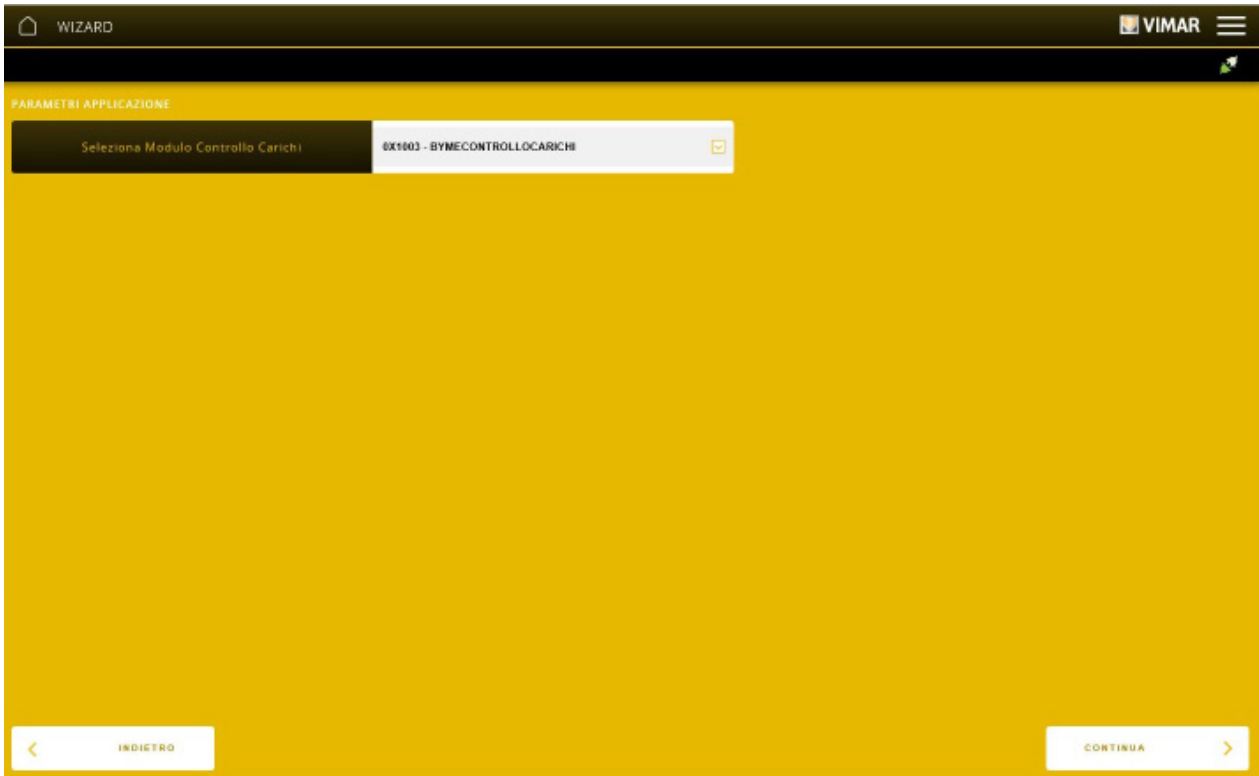 WIZARD
VIMAR
PARAMETRI APPLICAZIONE
Seleziona Modulo Controllo Carichi
0X1003 - BYMECONTROLLOCARICHI
INDIETRO
CONTINUA